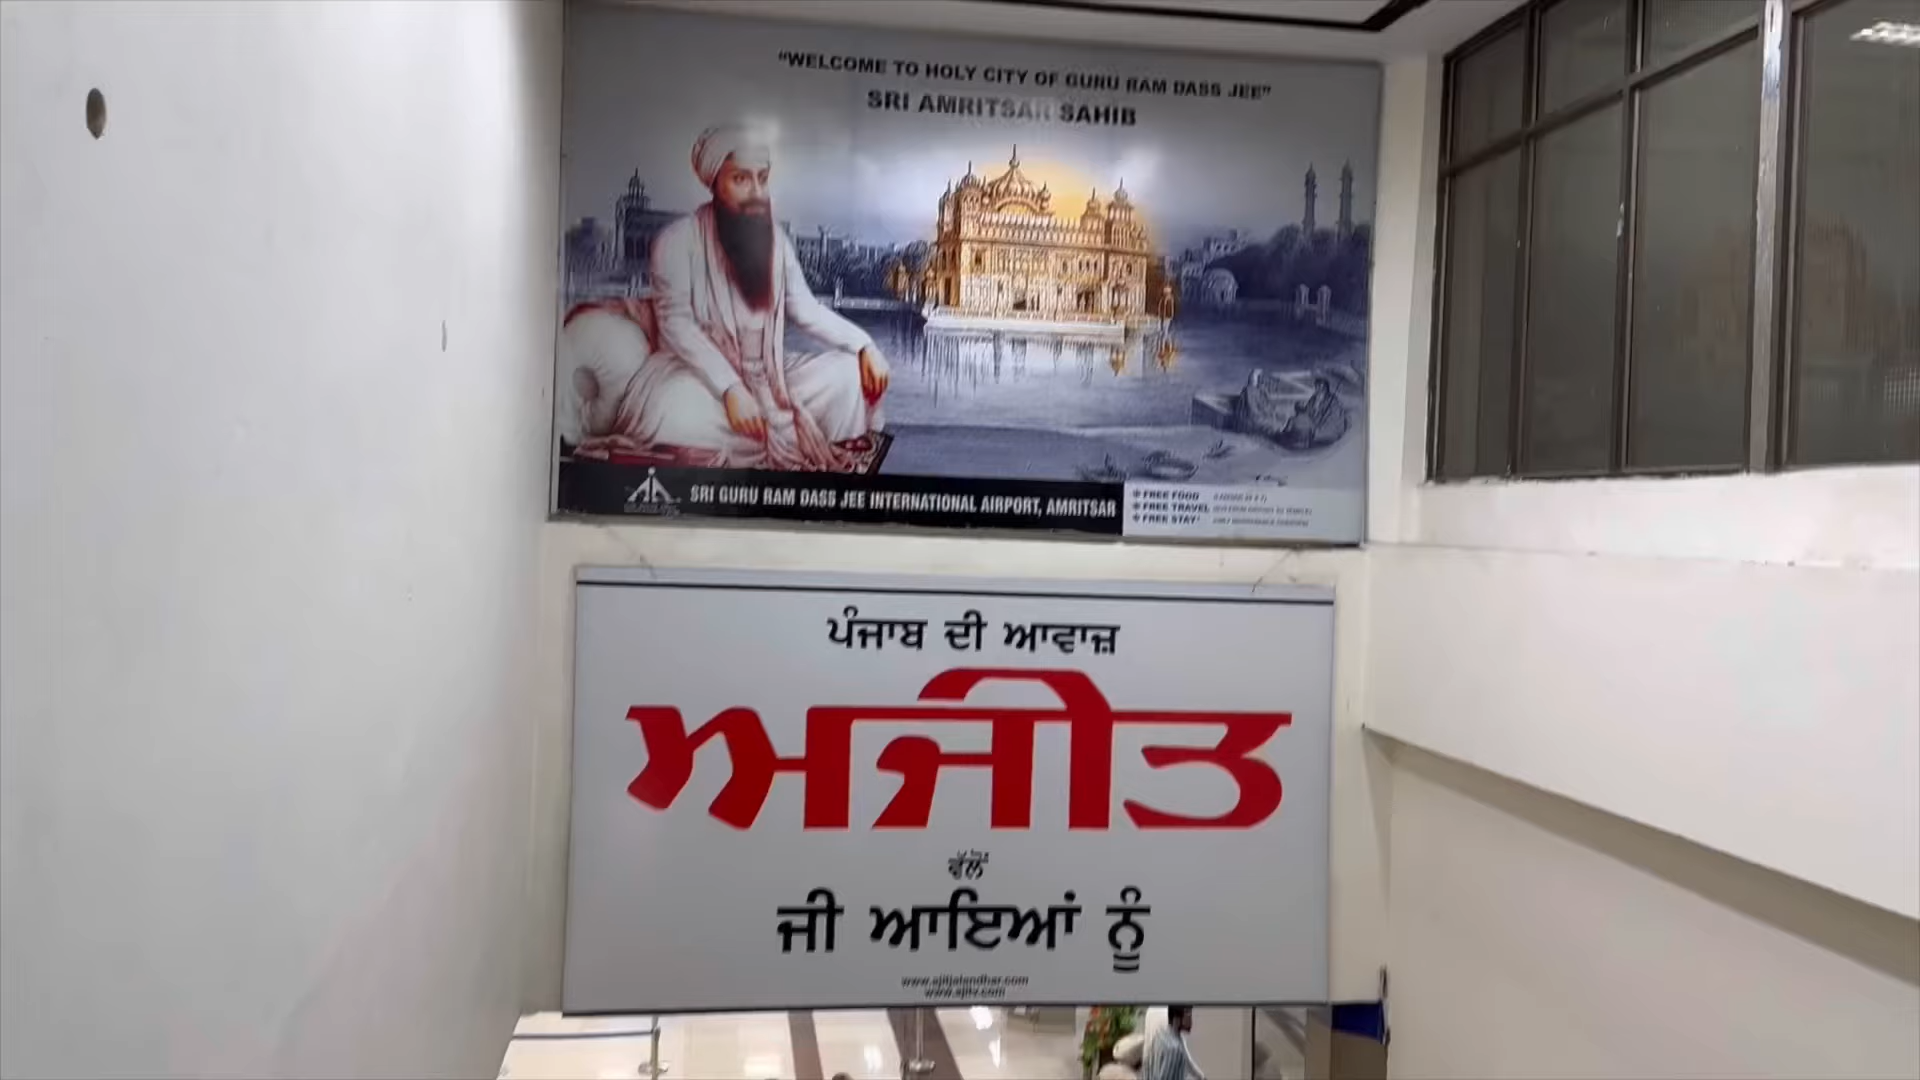 “WELCOME TO HOLY CITY OF GURU RAM DASS JEE”
SRI AMRITSAR SAHIB
SRI GURU RAM DASS JEE INTERNATIONAL AIRPORT, AMRITSAR
FREE FOOD
FREE TRAVEL
FREE STAY
ਪੰਜਾਬ ਦੀ ਆਵਾਜ਼
ਅਜੀਤ
ਵੱਲੋਂ
ਜੀ ਆਇਆਂ ਨੂੰ
www.ajitjalandhar.com
www.ajitv.com